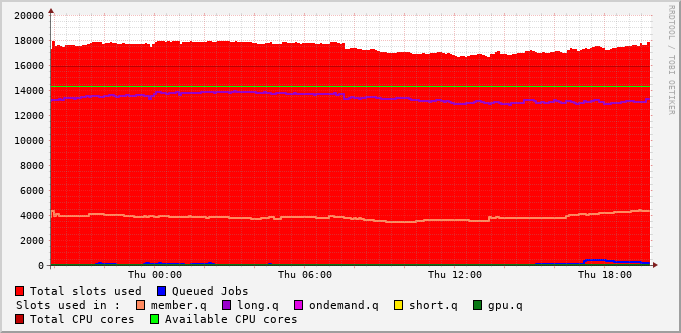 20000
18000
16000
14000
12000
10000
8000
6000
4000
2000
0
Thu 00:00 Thu 06:00 Thu 12:00 Thu 18:00
Total slots used Queued Jobs
Slots used in : member.q long.q ondemand.q short.q gpu.q
Total CPU cores Available CPU cores
RRDTOOL / TOBI OETIKER